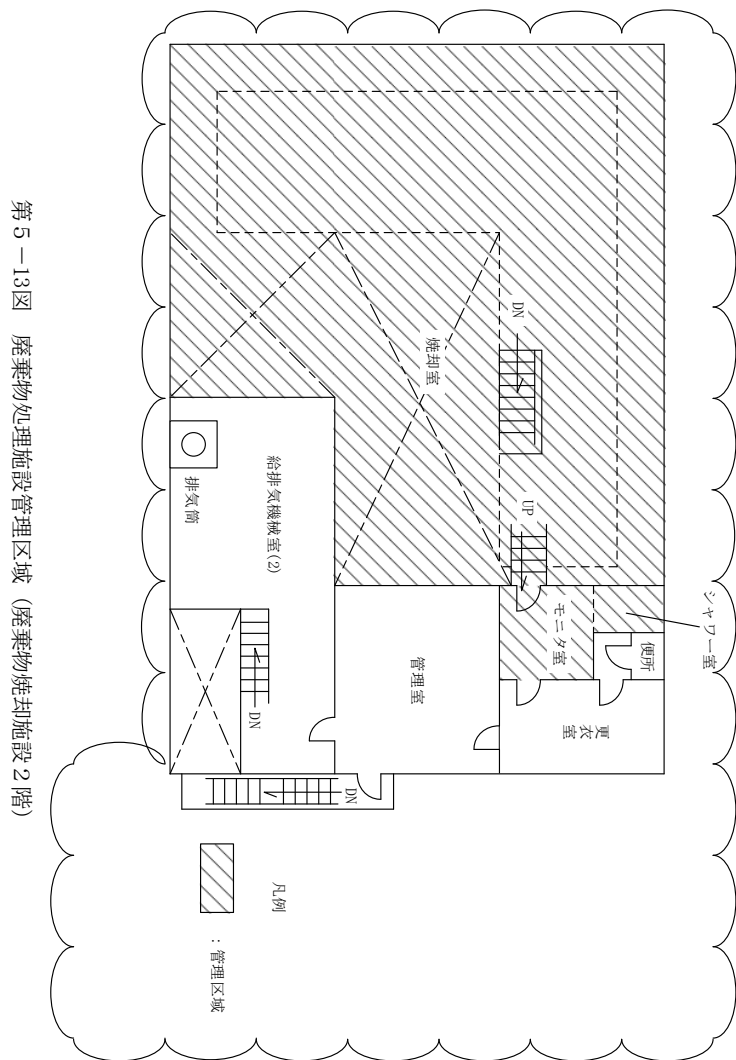 シャワー室
便所
更衣室
モニタ室
UP
DN
焼却室
管理室
DN
給排気機械室(2)
DN
排気筒
凡例
：管理区域
第５－13図　廃棄物処理施設管理区域（廃棄物焼却施設２階）